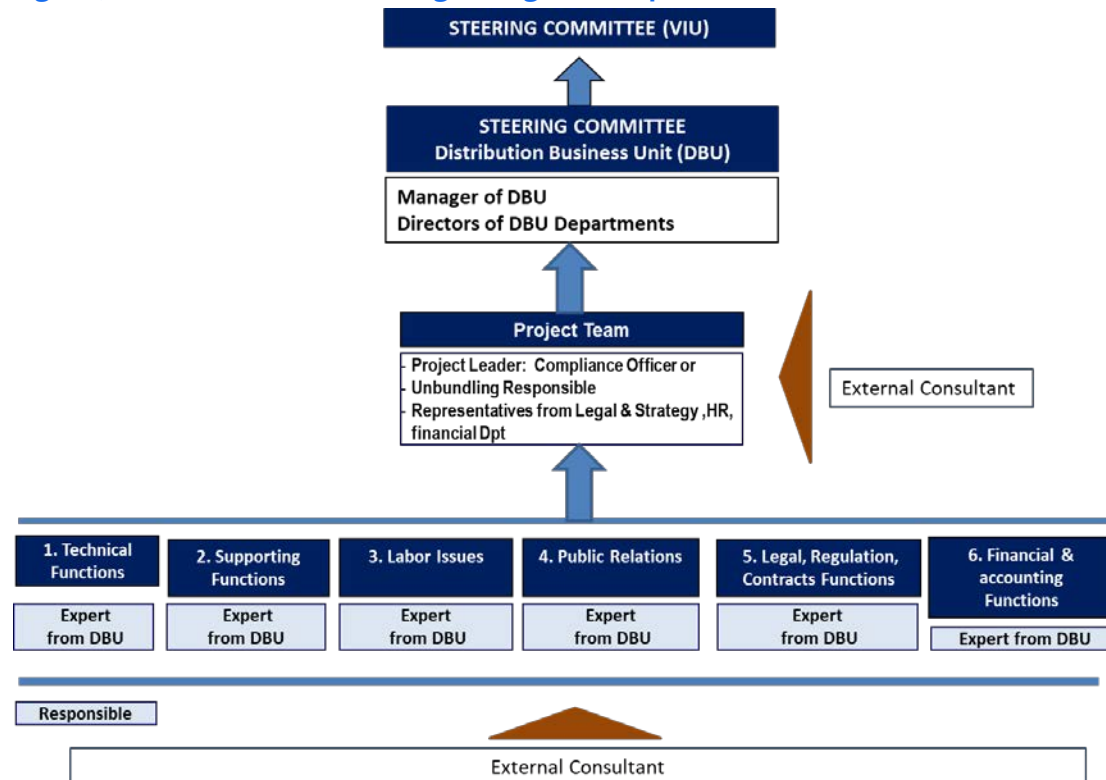 STEERING COMMITTEE (VIU)
STEERING COMMITTEE
Distribution Business Unit (DBU)
Manager of DBU
Directors of DBU Departments
Project Team
- Project Leader: Compliance Officer or
- Unbundling Responsible
- Representatives from Legal & Strategy ,HR,
financial Dpt
External Consultant
1. Technical
Functions
Expert
from DBU
2. Supporting
Functions
Expert
from DBU
3. Labor Issues
Expert
from DBU
4. Public Relations
Expert
from DBU
5. Legal, Regulation,
Contracts Functions
Expert
from DBU
6. Financial &
accounting
Functions
Expert from DBU
Responsible
External Consultant